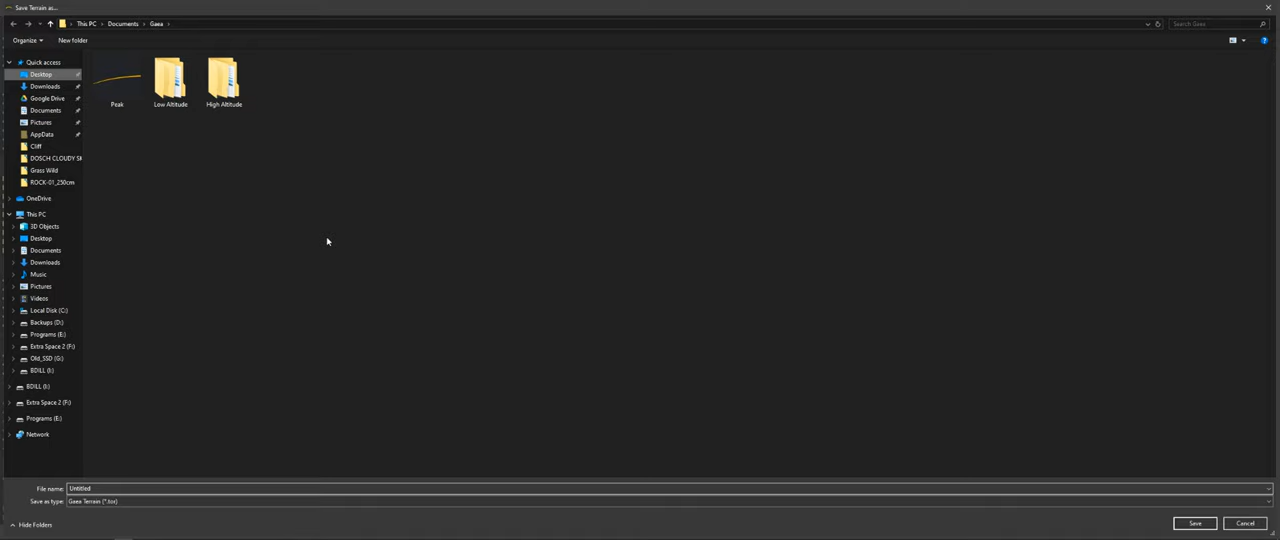 Save Terrain as...
This PC > Documents > Gaea >
Search Gaea
Organize
New folder
Quick access
Desktop
Downloads
Google Drive
Documents
Pictures
AppData
Cliff
DOSCH CLOUDY SK
Grass Wild
ROCK-01_250cm
OneDrive
This PC
3D Objects
Desktop
Documents
Downloads
Music
Pictures
Videos
Local Disk (C:)
Backups (D:)
Programs (E:)
Extra Space 2 (F:)
Old_SSD (G:)
BDILL (I:)
BDILL (I:)
Extra Space 2 (F:)
Programs (E:)
Network
Peak
Low Altitude
High Altitude
File name: Untitled
Save as type: Gaea Terrain (*.tor)
Hide Folders
Save
Cancel